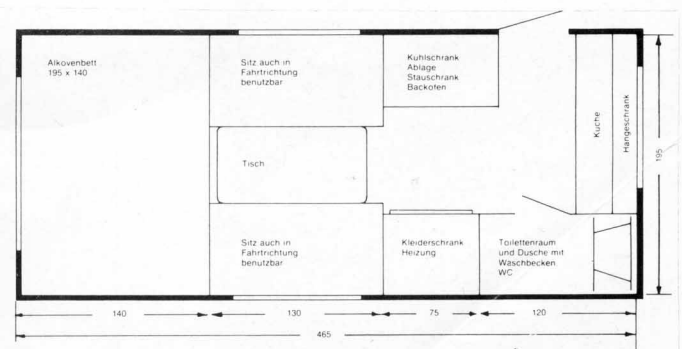 Alkovenbett
195 x 140
Sitz auch in
Fahrtrichtung
benutzbar
Kuhlschrank
Ablage
Stauschrank
Backofen
Küche
Hängeschrank
195
Tisch
Sitz auch in
Fahrtrichtung
benutzbar
Kleiderschrank
Heizung
Toilettenraum
und Dusche mit
Waschbecken.
WC
140
130
75
120
465